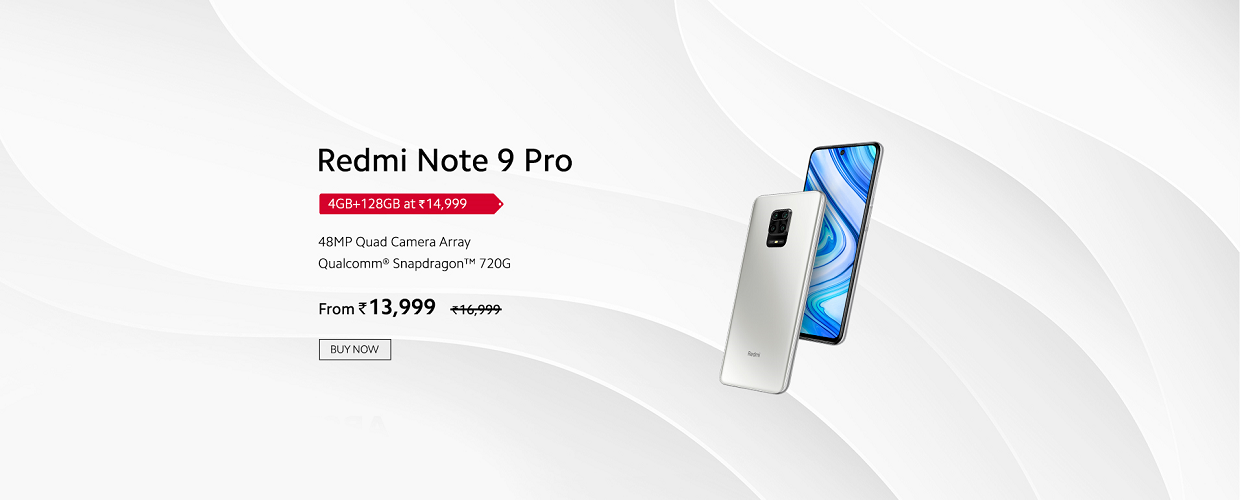 Redmi Note 9 Pro
4GB+128GB at ₹14,999
48MP Quad Camera Array
Qualcomm® Snapdragon™ 720G
From ₹13,999 ₹16,999
BUY NOW
Redmi